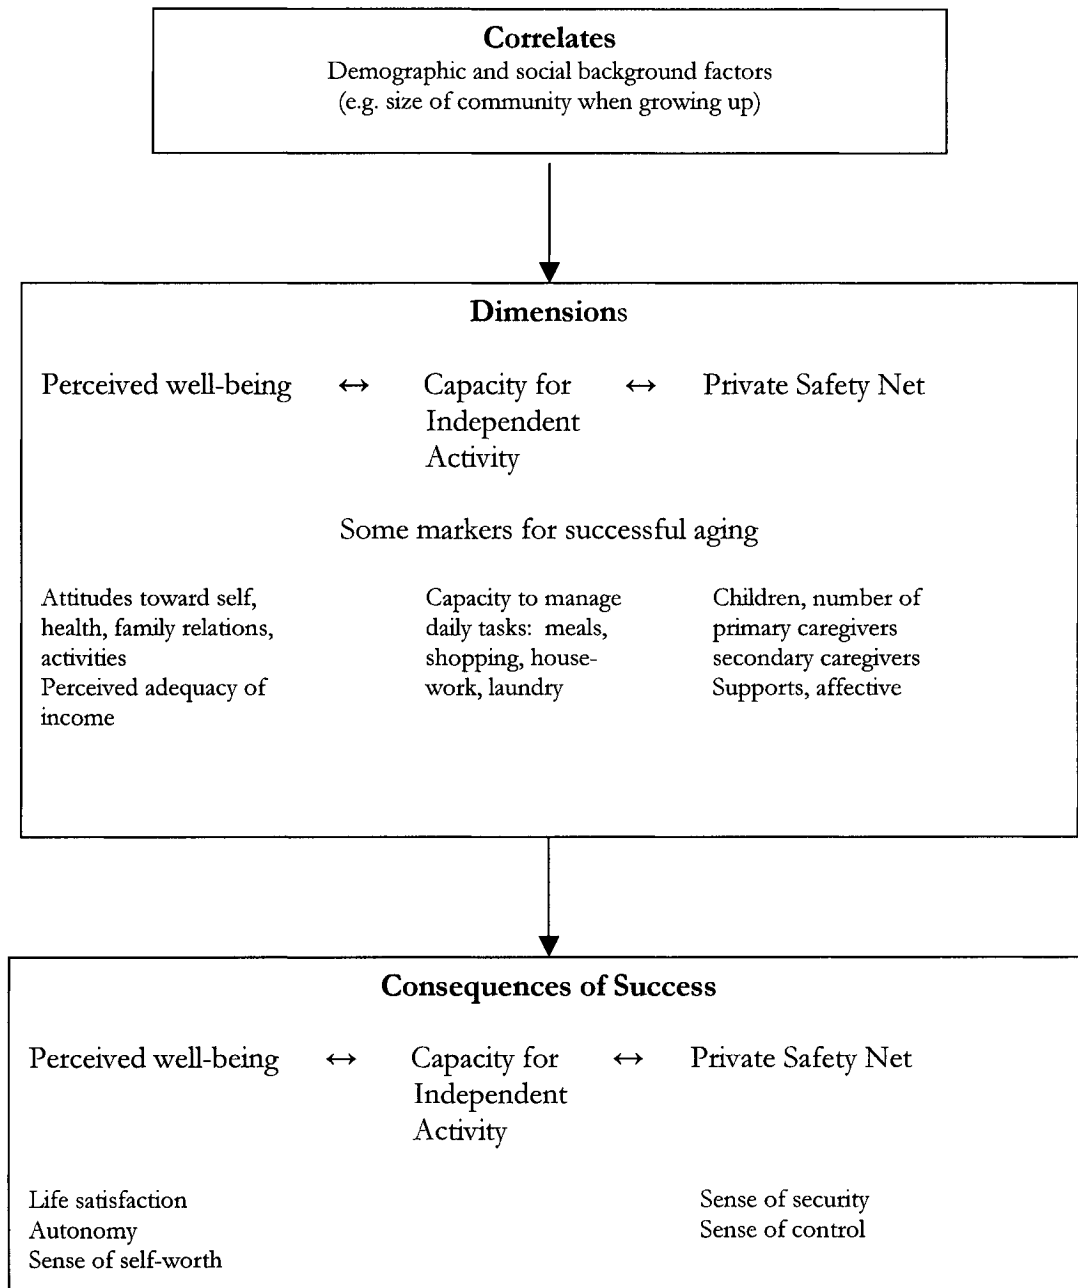 Correlates
Demographic and social background factors
(e.g. size of community when growing up)
Dimensions
Perceived well-being ↔ Capacity for Independent Activity ↔ Private Safety Net
Some markers for successful aging
Attitudes toward self,
health, family relations,
activities
Perceived adequacy of
income
Capacity to manage
daily tasks: meals,
shopping, house-
work, laundry
Children, number of
primary caregivers
secondary caregivers
Supports, affective
Consequences of Success
Perceived well-being ↔ Capacity for Independent Activity ↔ Private Safety Net
Life satisfaction
Autonomy
Sense of self-worth
Sense of security
Sense of control